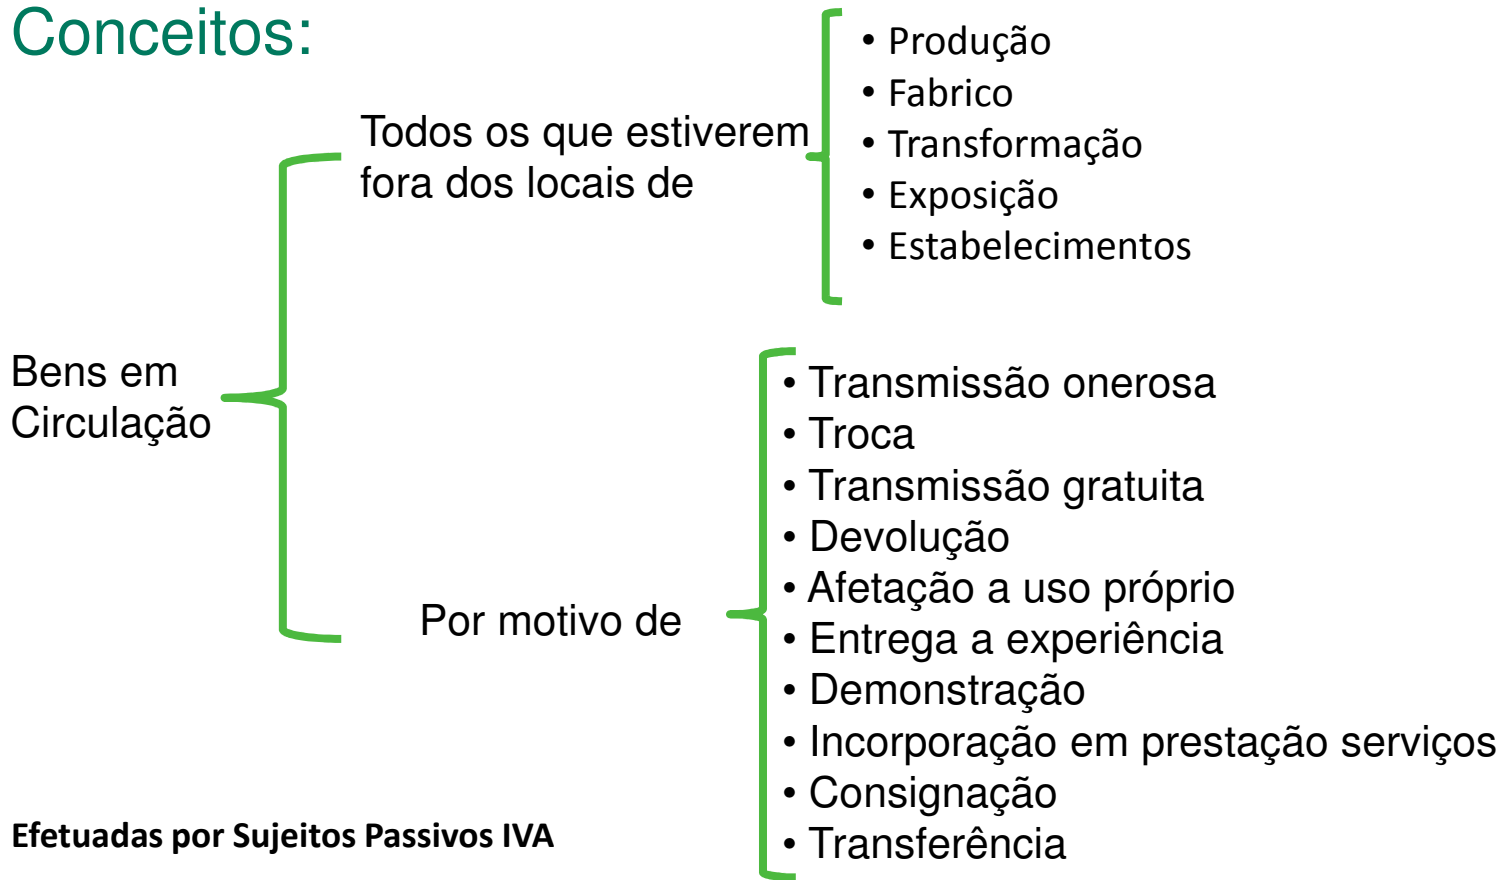 Conceitos:
Bens em
Circulação
Todos os que estiverem
fora dos locais de
• Produção
• Fabrico
• Transformação
• Exposição
• Estabelecimentos
Por motivo de
• Transmissão onerosa
• Troca
• Transmissão gratuita
• Devolução
• Afetação a uso próprio
• Entrega a experiência
• Demonstração
• Incorporação em prestação serviços
• Consignação
• Transferência
Efetuadas por Sujeitos Passivos IVA